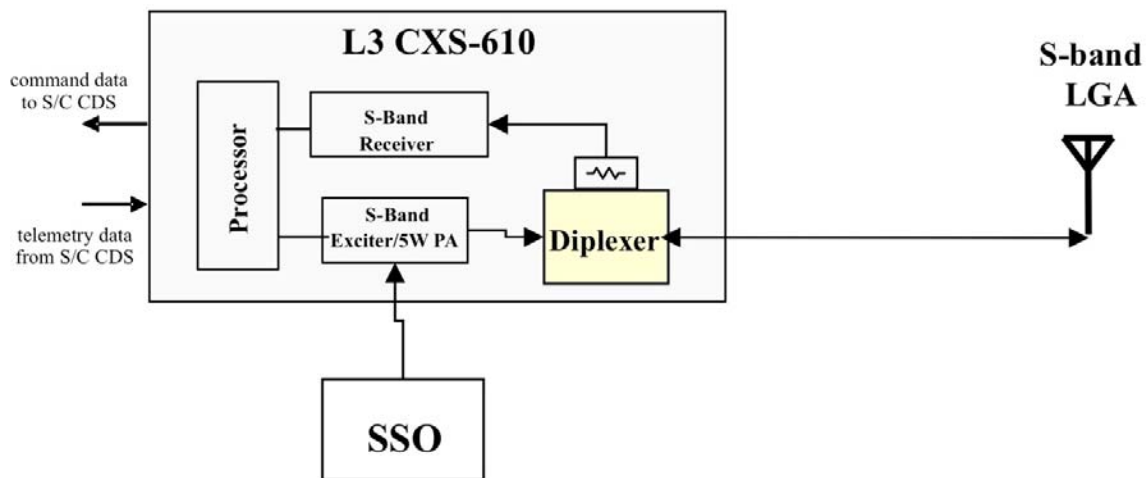 L3 CXS-610
S-band
LGA
command data
to S/C CDS
S-Band
Receiver
Processor
S-Band
Exciter/5W PA
Diplexer
telemetry data
from S/C CDS
SSO